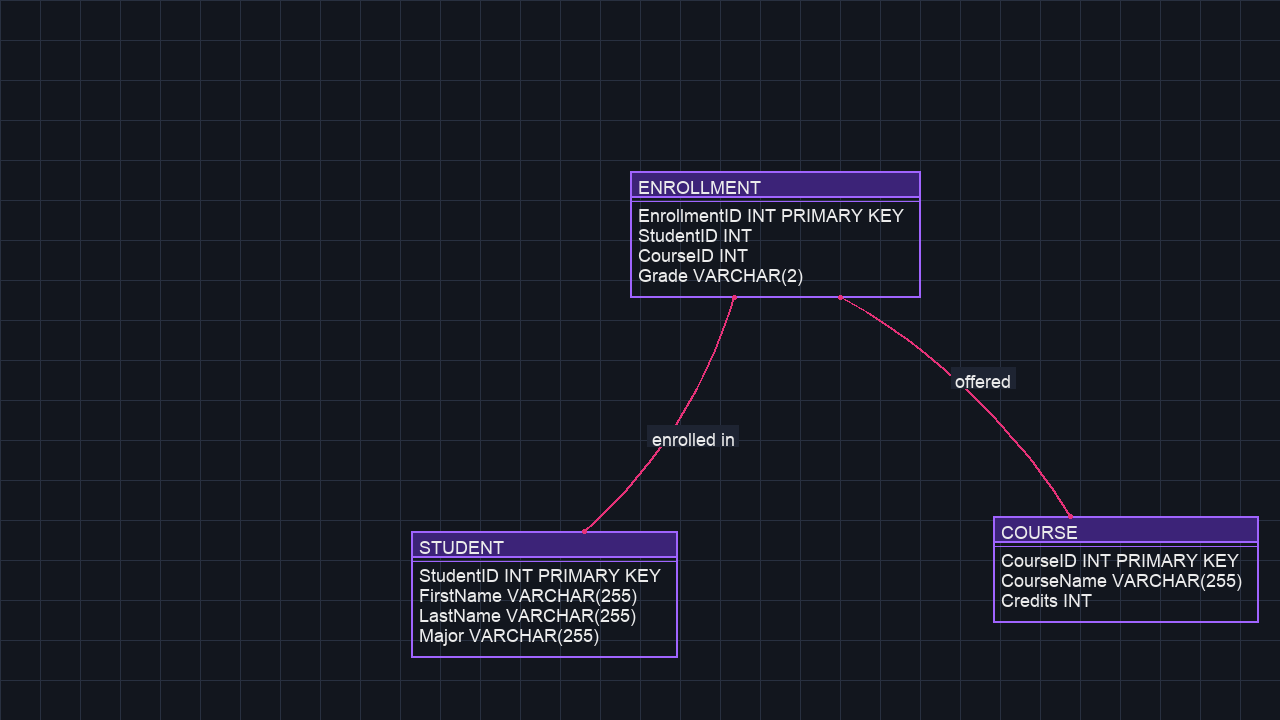 ENROLLMENT
EnrollmentID INT PRIMARY KEY
StudentID INT
CourseID INT
Grade VARCHAR(2)
offered
enrolled in
STUDENT
StudentID INT PRIMARY KEY
FirstName VARCHAR(255)
LastName VARCHAR(255)
Major VARCHAR(255)
COURSE
CourseID INT PRIMARY KEY
CourseName VARCHAR(255)
Credits INT